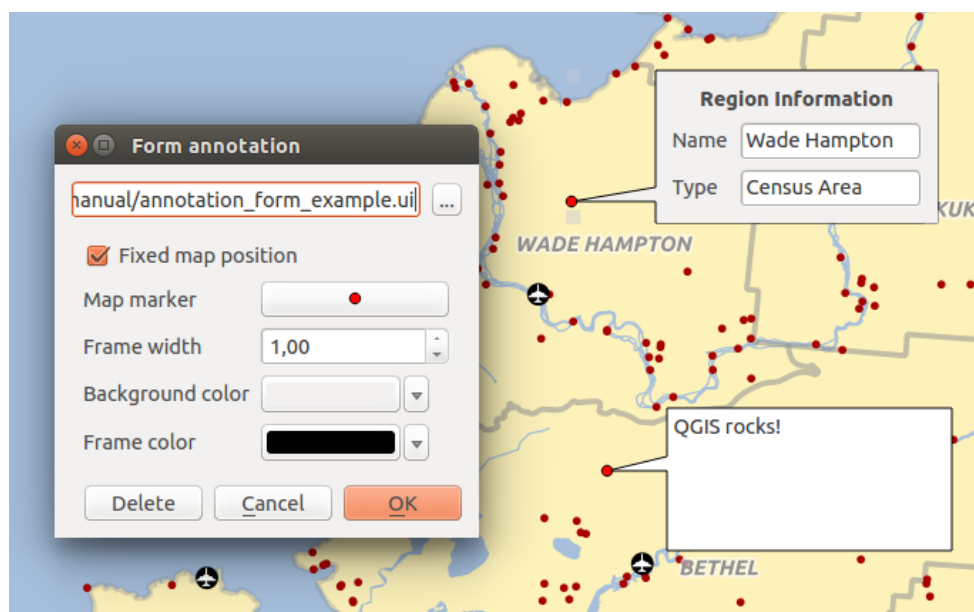 Form annotation
manual/annotation_form_example.ui
...
Fixed map position
Map marker
Frame width
1,00
Background color
Frame color
Delete
Cancel
OK
Region Information
Name
Wade Hampton
Type
Census Area
KUK
WADE HAMPTON
QGIS rocks!
BETHEL